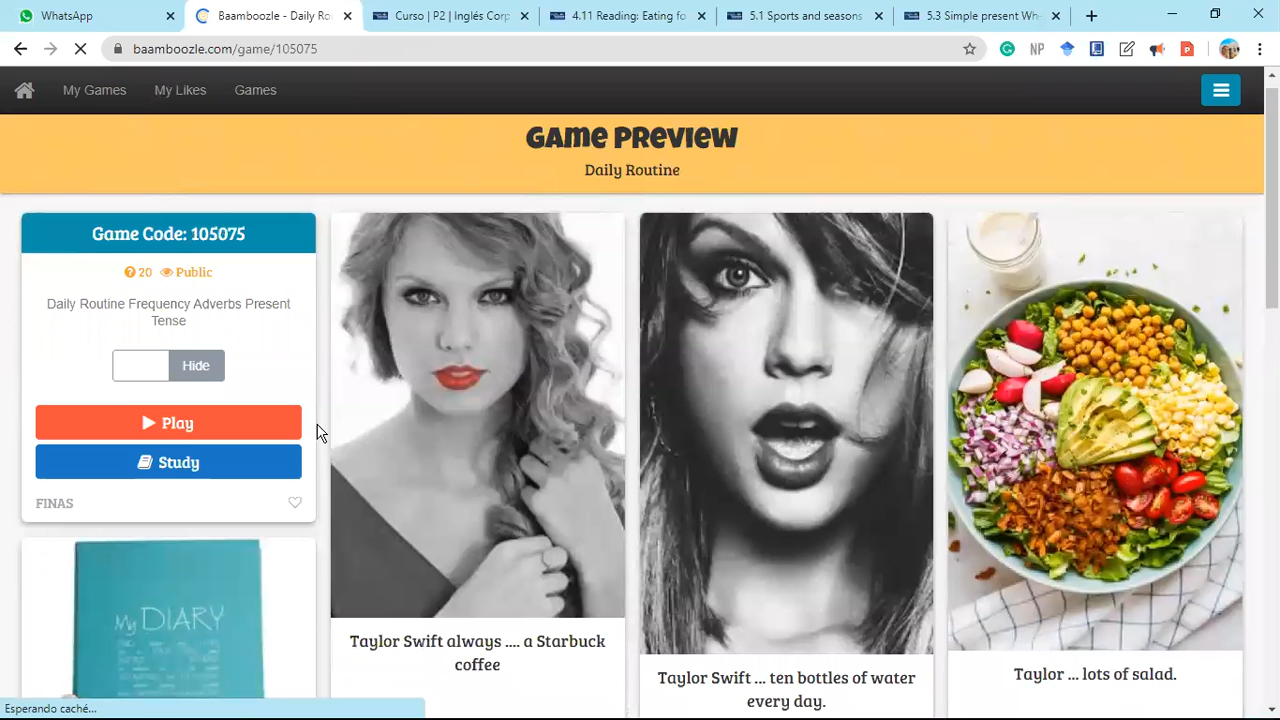 WhatsApp
Baamboozle - Daily Ro
Curso | P2 | Inglés Corp
4.11 Reading: Eating fo
5.1 Sports and seasons
5.3 Simple present Wh-
baamboozle.com/game/105075
NP
My Games
My Likes
Games
Game Preview
Daily Routine
Game Code: 105075
20 Public
Daily Routine Frequency Adverbs Present
Tense
Hide
Play
Study
FINAS
My DIARY
Taylor Swift always .... a Starbuck
coffee
Taylor Swift ... ten bottles of water
every day.
Taylor ... lots of salad.
Esperando caché...